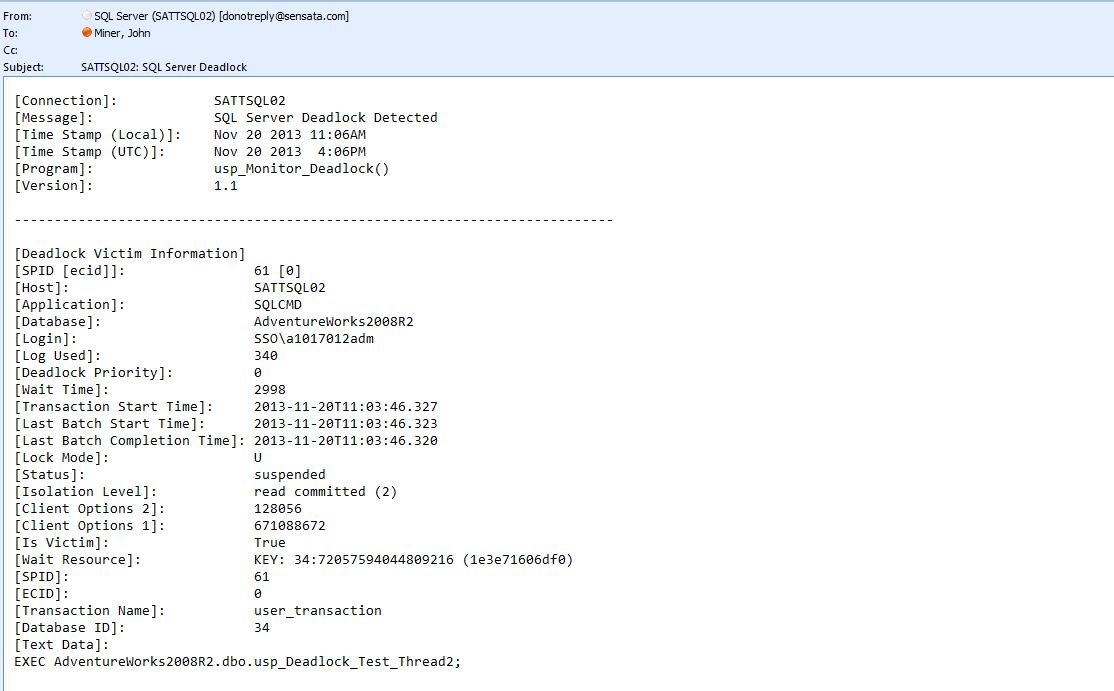 From: SQL Server (SATTSQL02) [donotreply@sensata.com]
To: Miner, John
Cc:
Subject: SATTSQL02: SQL Server Deadlock
[Connection]: SATTSQL02
[Message]: SQL Server Deadlock Detected
[Time Stamp (Local)]: Nov 20 2013 11:06AM
[Time Stamp (UTC)]: Nov 20 2013  4:06PM
[Program]: usp_Monitor_Deadlock()
[Version]: 1.1
---------------------------------------------------------------------------
[Deadlock Victim Information]
[SPID [ecid]]: 61 [0]
[Host]: SATTSQL02
[Application]: SQLCMD
[Database]: AdventureWorks2008R2
[Login]: SSO\a1017012adm
[Log Used]: 340
[Deadlock Priority]: 0
[Wait Time]: 2998
[Transaction Start Time]: 2013-11-20T11:03:46.327
[Last Batch Start Time]: 2013-11-20T11:03:46.323
[Last Batch Completion Time]: 2013-11-20T11:03:46.320
[Lock Mode]: U
[Status]: suspended
[Isolation Level]: read committed (2)
[Client Options 2]: 128056
[Client Options 1]: 671088672
[Is Victim]: True
[Wait Resource]: KEY: 34:72057594044809216 (1e3e71606df0)
[SPID]: 61
[ECID]: 0
[Transaction Name]: user_transaction
[Database ID]: 34
[Text Data]:
EXEC AdventureWorks2008R2.dbo.usp_Deadlock_Test_Thread2;